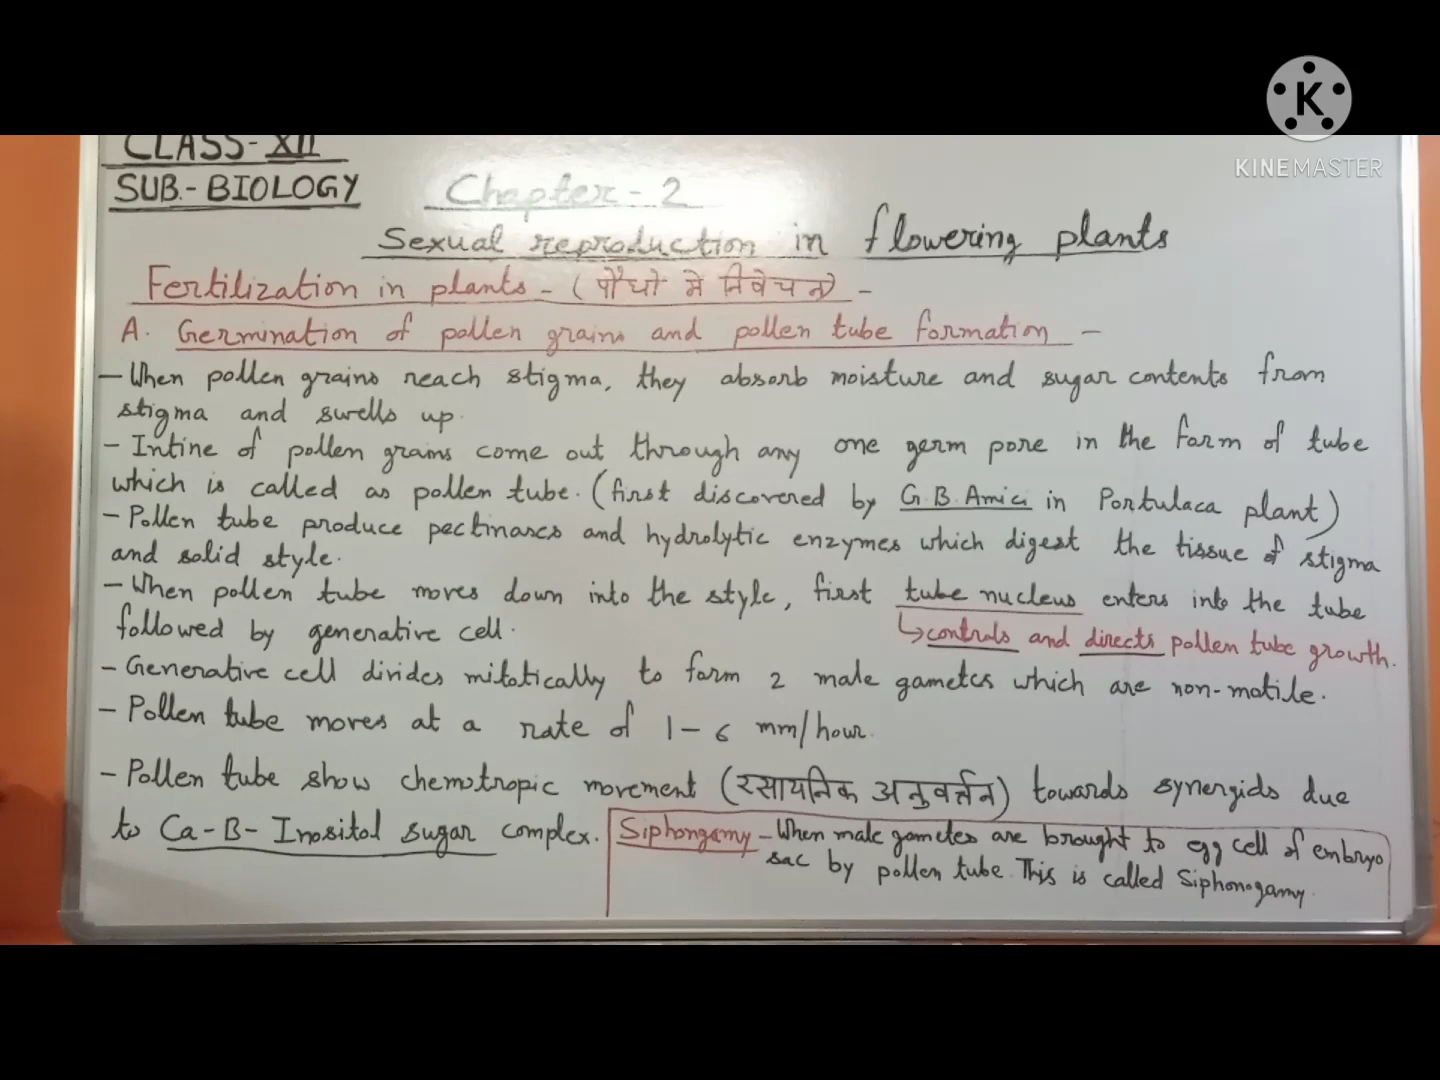 K
KINEMASTER
CLASS-XII
SUB.- BIOLOGY
Chapter - 2
Sexual reproduction in flowering plants
Fertilization in plants - (पौधों में निषेचन) -
A. Germination of pollen grains and pollen tube formation -
- When pollen grains reach stigma, they absorb moisture and sugar contents from
stigma and swells up.
- Intine of pollen grains come out through any one germ pore in the form of tube
which is called as pollen tube. (first discovered by G.B. Amici in Portulaca plant)
- Pollen tube produce pectinases and hydrolytic enzymes which digest the tissue of stigma
and solid style.
- When pollen tube moves down into the style, first tube nucleus enters into the tube
followed by generative cell.
↳ controls and directs pollen tube growth.
- Generative cell divides mitotically to form 2 male gametes which are non-motile.
- Pollen tube moves at a rate of 1-6 mm/hour.
- Pollen tube show chemotropic movement (रसायनिक अनुवर्त्तन) towards synergids due
to Ca-B- Inositol sugar complex.
Siphongamy - When male gametes are brought to egg cell of embryo
sac by pollen tube. This is called Siphonogamy.